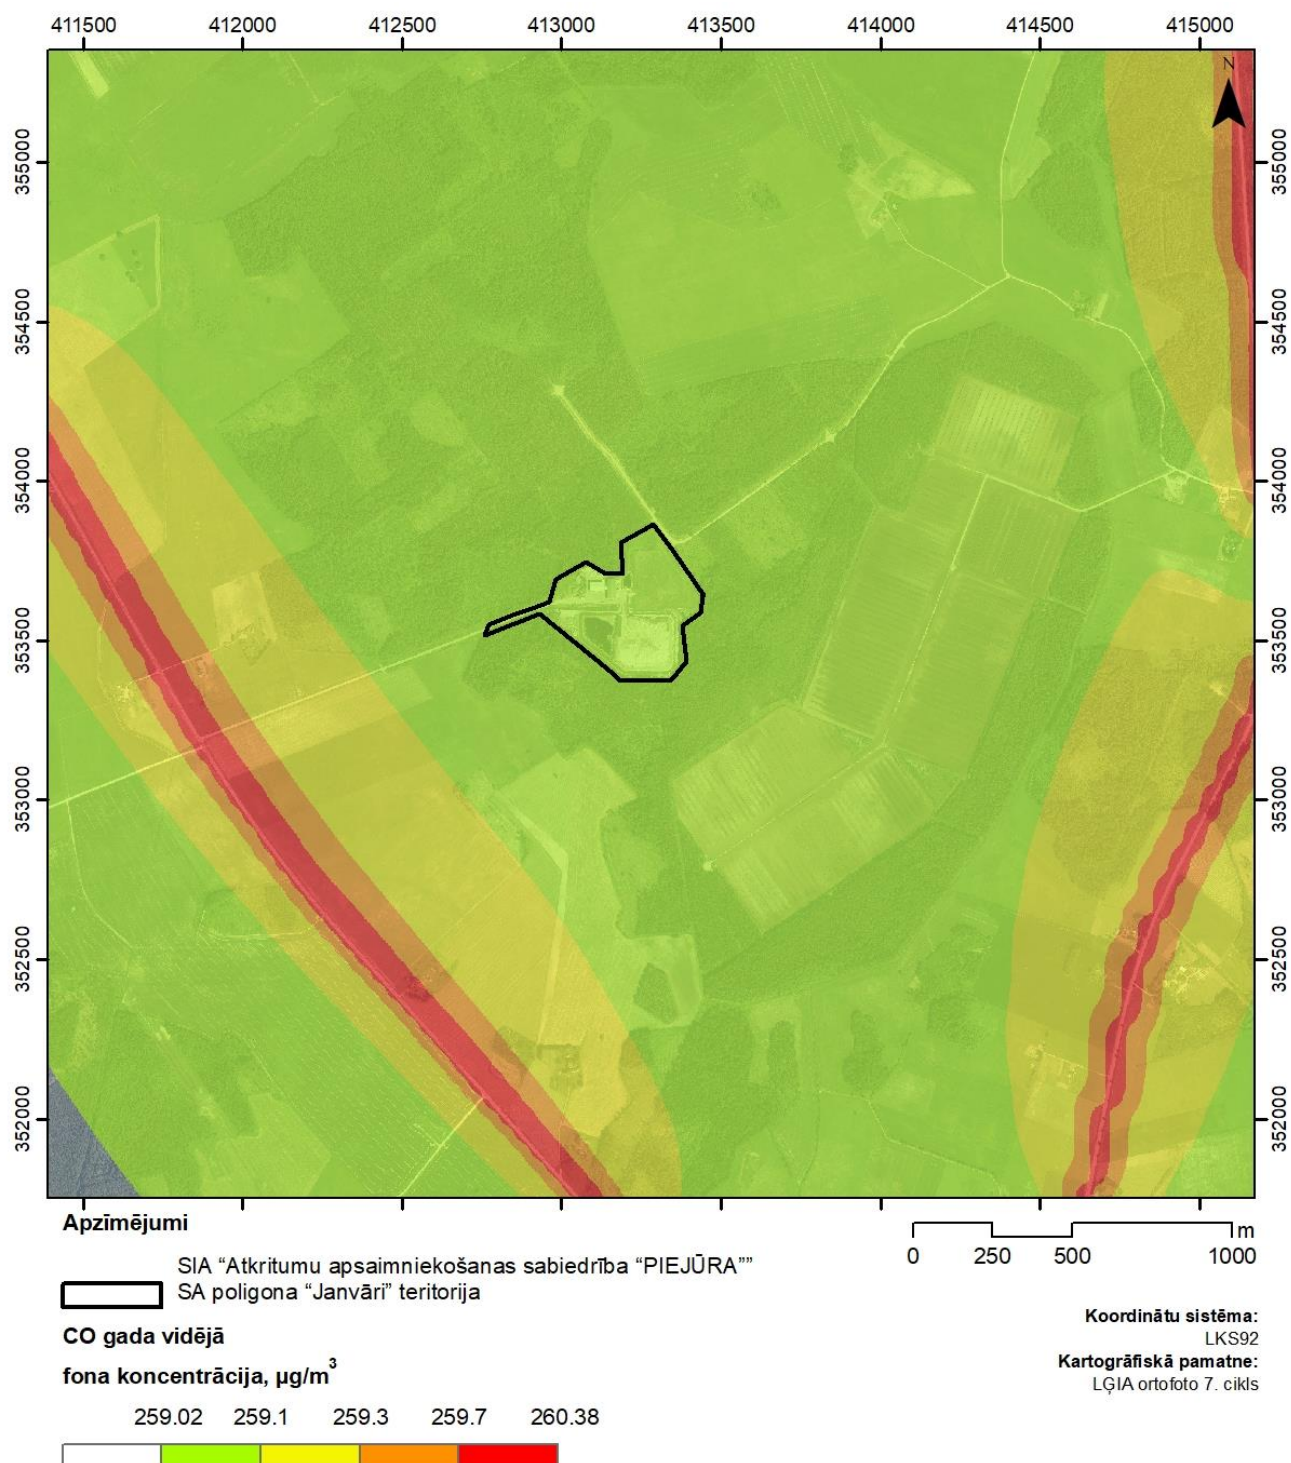 411500 412000 412500 413000 413500 414000 414500 415000
N
355000 355000
354500 354500
354000 354000
353500 353500
353000 353000
352500 352500
352000 352000
Apzīmējumi
SIA “Atkritumu apsaimniekošanas sabiedrība “PIEJŪRA””
SA poligona “Janvāri” teritorija
CO gada vidējā
fona koncentrācija, µg/m³
259.02 259.1 259.3 259.7 260.38
m
0 250 500 1000
Koordinātu sistēma:
LKS92
Kartogrāfiskā pamatne:
LĢIA ortofoto 7. cikls